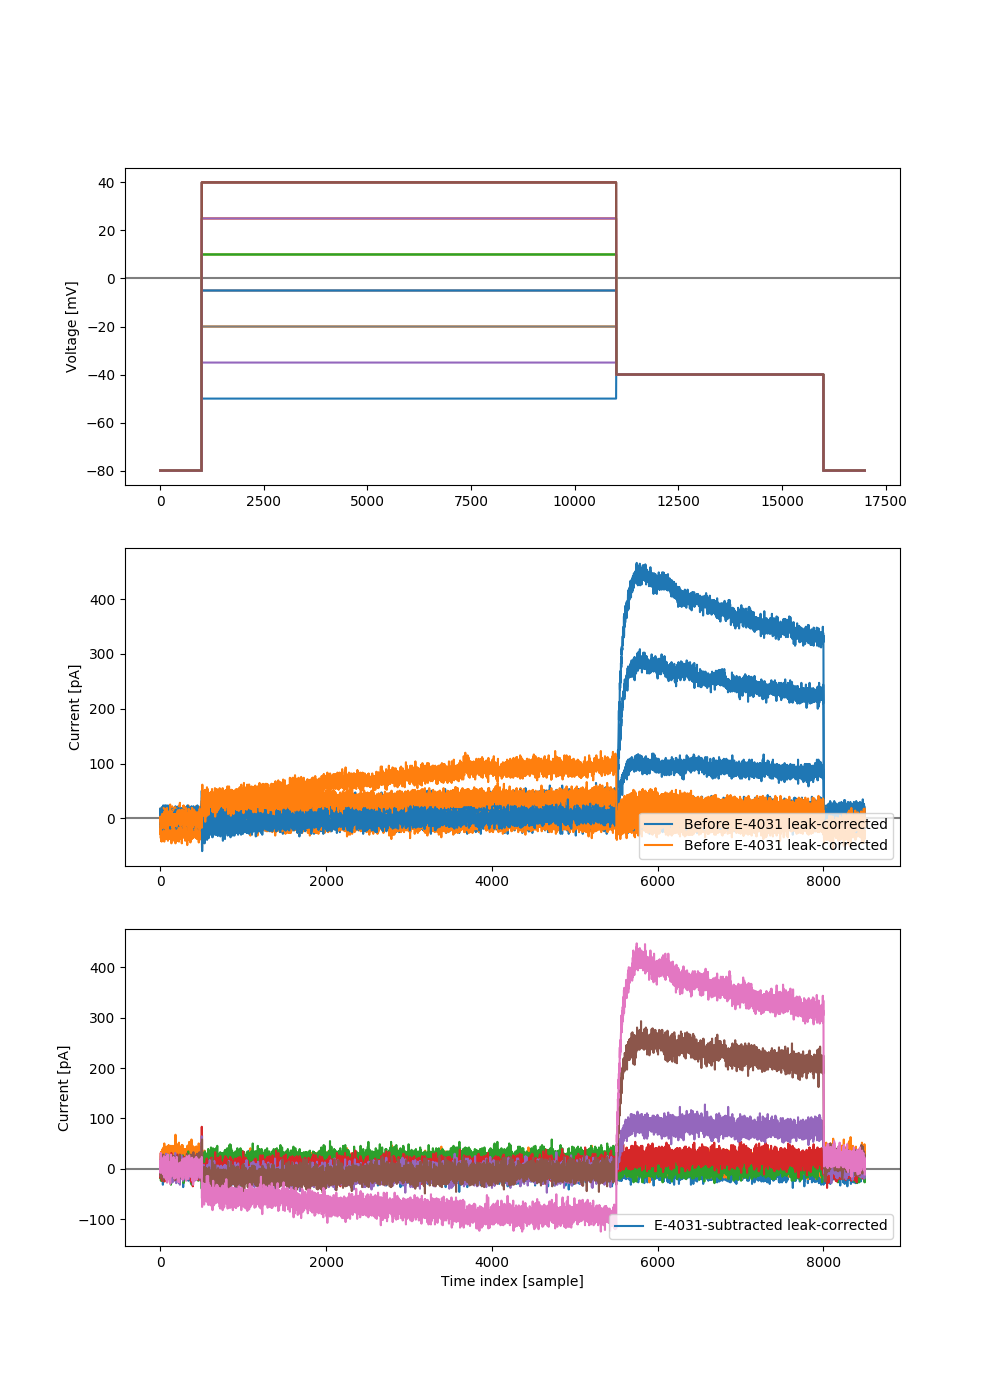 40
20
0
−20
−40
−60
−80
Voltage [mV]
0 2500 5000 7500 10000 12500 15000 17500
400
300
200
100
0
Current [pA]
Before E-4031 leak-corrected
Before E-4031 leak-corrected
0 2000 4000 6000 8000
400
300
200
100
0
−100
Current [pA]
E-4031-subtracted leak-corrected
0 2000 4000 6000 8000
Time index [sample]